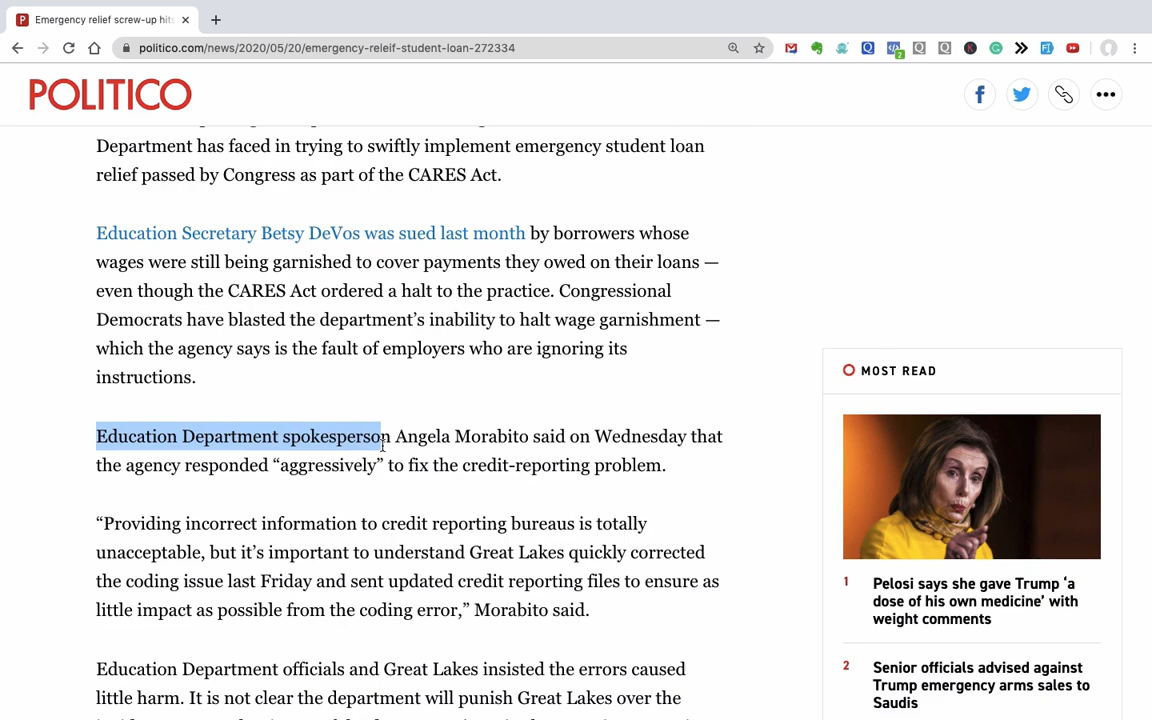 Emergency relief screw-up hits
politico.com/news/2020/05/20/emergency-releif-student-loan-272334
POLITICO
Department has faced in trying to swiftly implement emergency student loan
relief passed by Congress as part of the CARES Act.
Education Secretary Betsy DeVos was sued last month by borrowers whose
wages were still being garnished to cover payments they owed on their loans —
even though the CARES Act ordered a halt to the practice. Congressional
Democrats have blasted the department’s inability to halt wage garnishment —
which the agency says is the fault of employers who are ignoring its
instructions.
Education Department spokesperson Angela Morabito said on Wednesday that
the agency responded “aggressively” to fix the credit-reporting problem.
“Providing incorrect information to credit reporting bureaus is totally
unacceptable, but it’s important to understand Great Lakes quickly corrected
the coding issue last Friday and sent updated credit reporting files to ensure as
little impact as possible from the coding error,” Morabito said.
Education Department officials and Great Lakes insisted the errors caused
little harm. It is not clear the department will punish Great Lakes over the
MOST READ
1 Pelosi says she gave Trump ‘a
dose of his own medicine’ with
weight comments
2 Senior officials advised against
Trump emergency arms sales to
Saudis